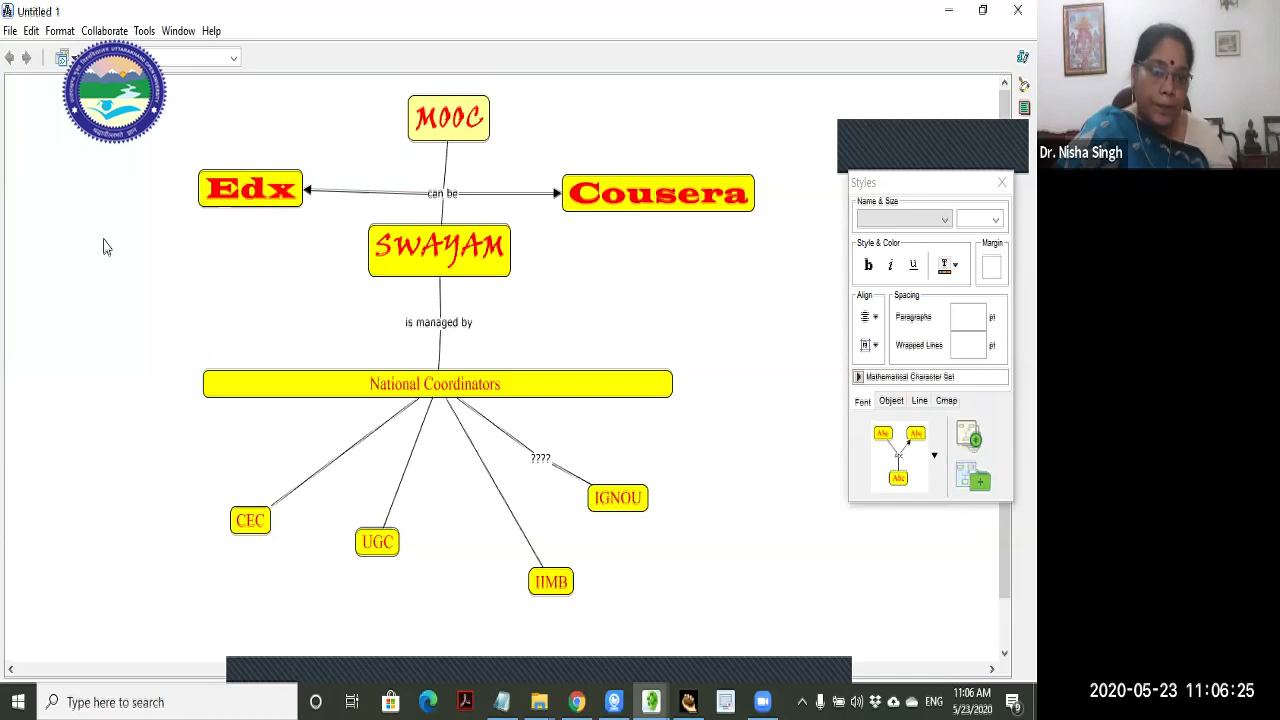 Untitled 1
File Edit Format Collaborate Tools Window Help
MOOC
Edx
can be
Cousera
SWAYAM
is managed by
National Coordinators
????
IGNOU
CEC
UGC
IIMB
Styles
Name & Size
Style & Color
Margin
b i u T
Align
Spacing
Paragraphs
pt
Wrapped Lines
pt
Mathematical Character Set
Font Object Line Cmap
Abc Abc
Abc
Dr. Nisha Singh
Type here to search
ENG
11:06 AM
5/23/2020
9
2020-05-23 11:06:25